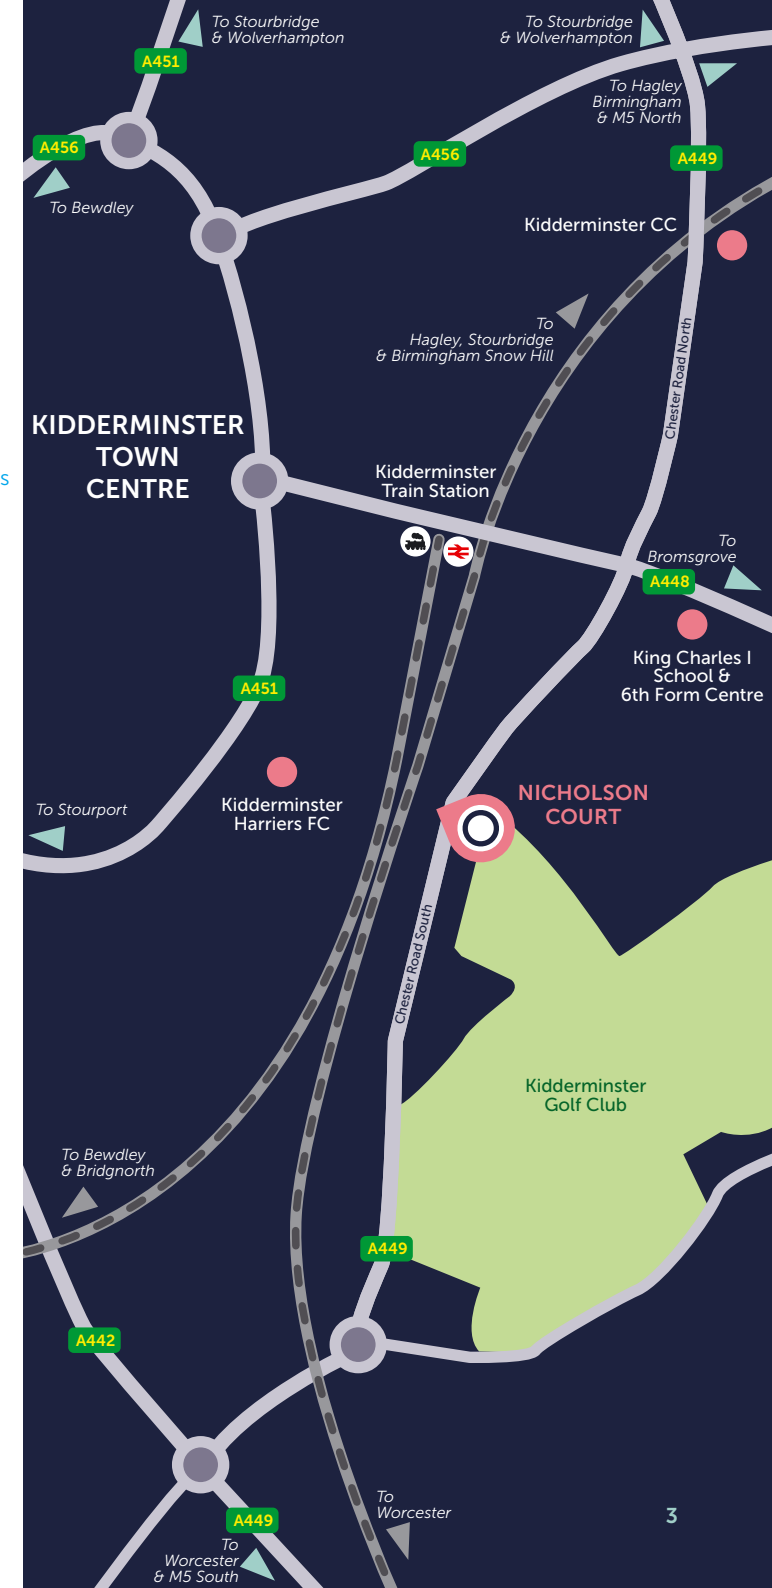 To Stourbridge
& Wolverhampton
To Stourbridge
& Wolverhampton
A451
To Hagley
Birmingham
& M5 North
A456
A456
A449
To Bewdley
Kidderminster CC
To
Hagley, Stourbridge
& Birmingham Snow Hill
Chester Road North
KIDDERMINSTER
TOWN
CENTRE
s
Kidderminster
Train Station
To
Bromsgrove
A448
King Charles I
School &
6th Form Centre
A451
To Stourport
Kidderminster
Harriers FC
NICHOLSON
COURT
Chester Road South
Kidderminster
Golf Club
To Bewdley
& Bridgnorth
A449
A442
To
Worcester
A449
To
Worcester
& M5 South
3